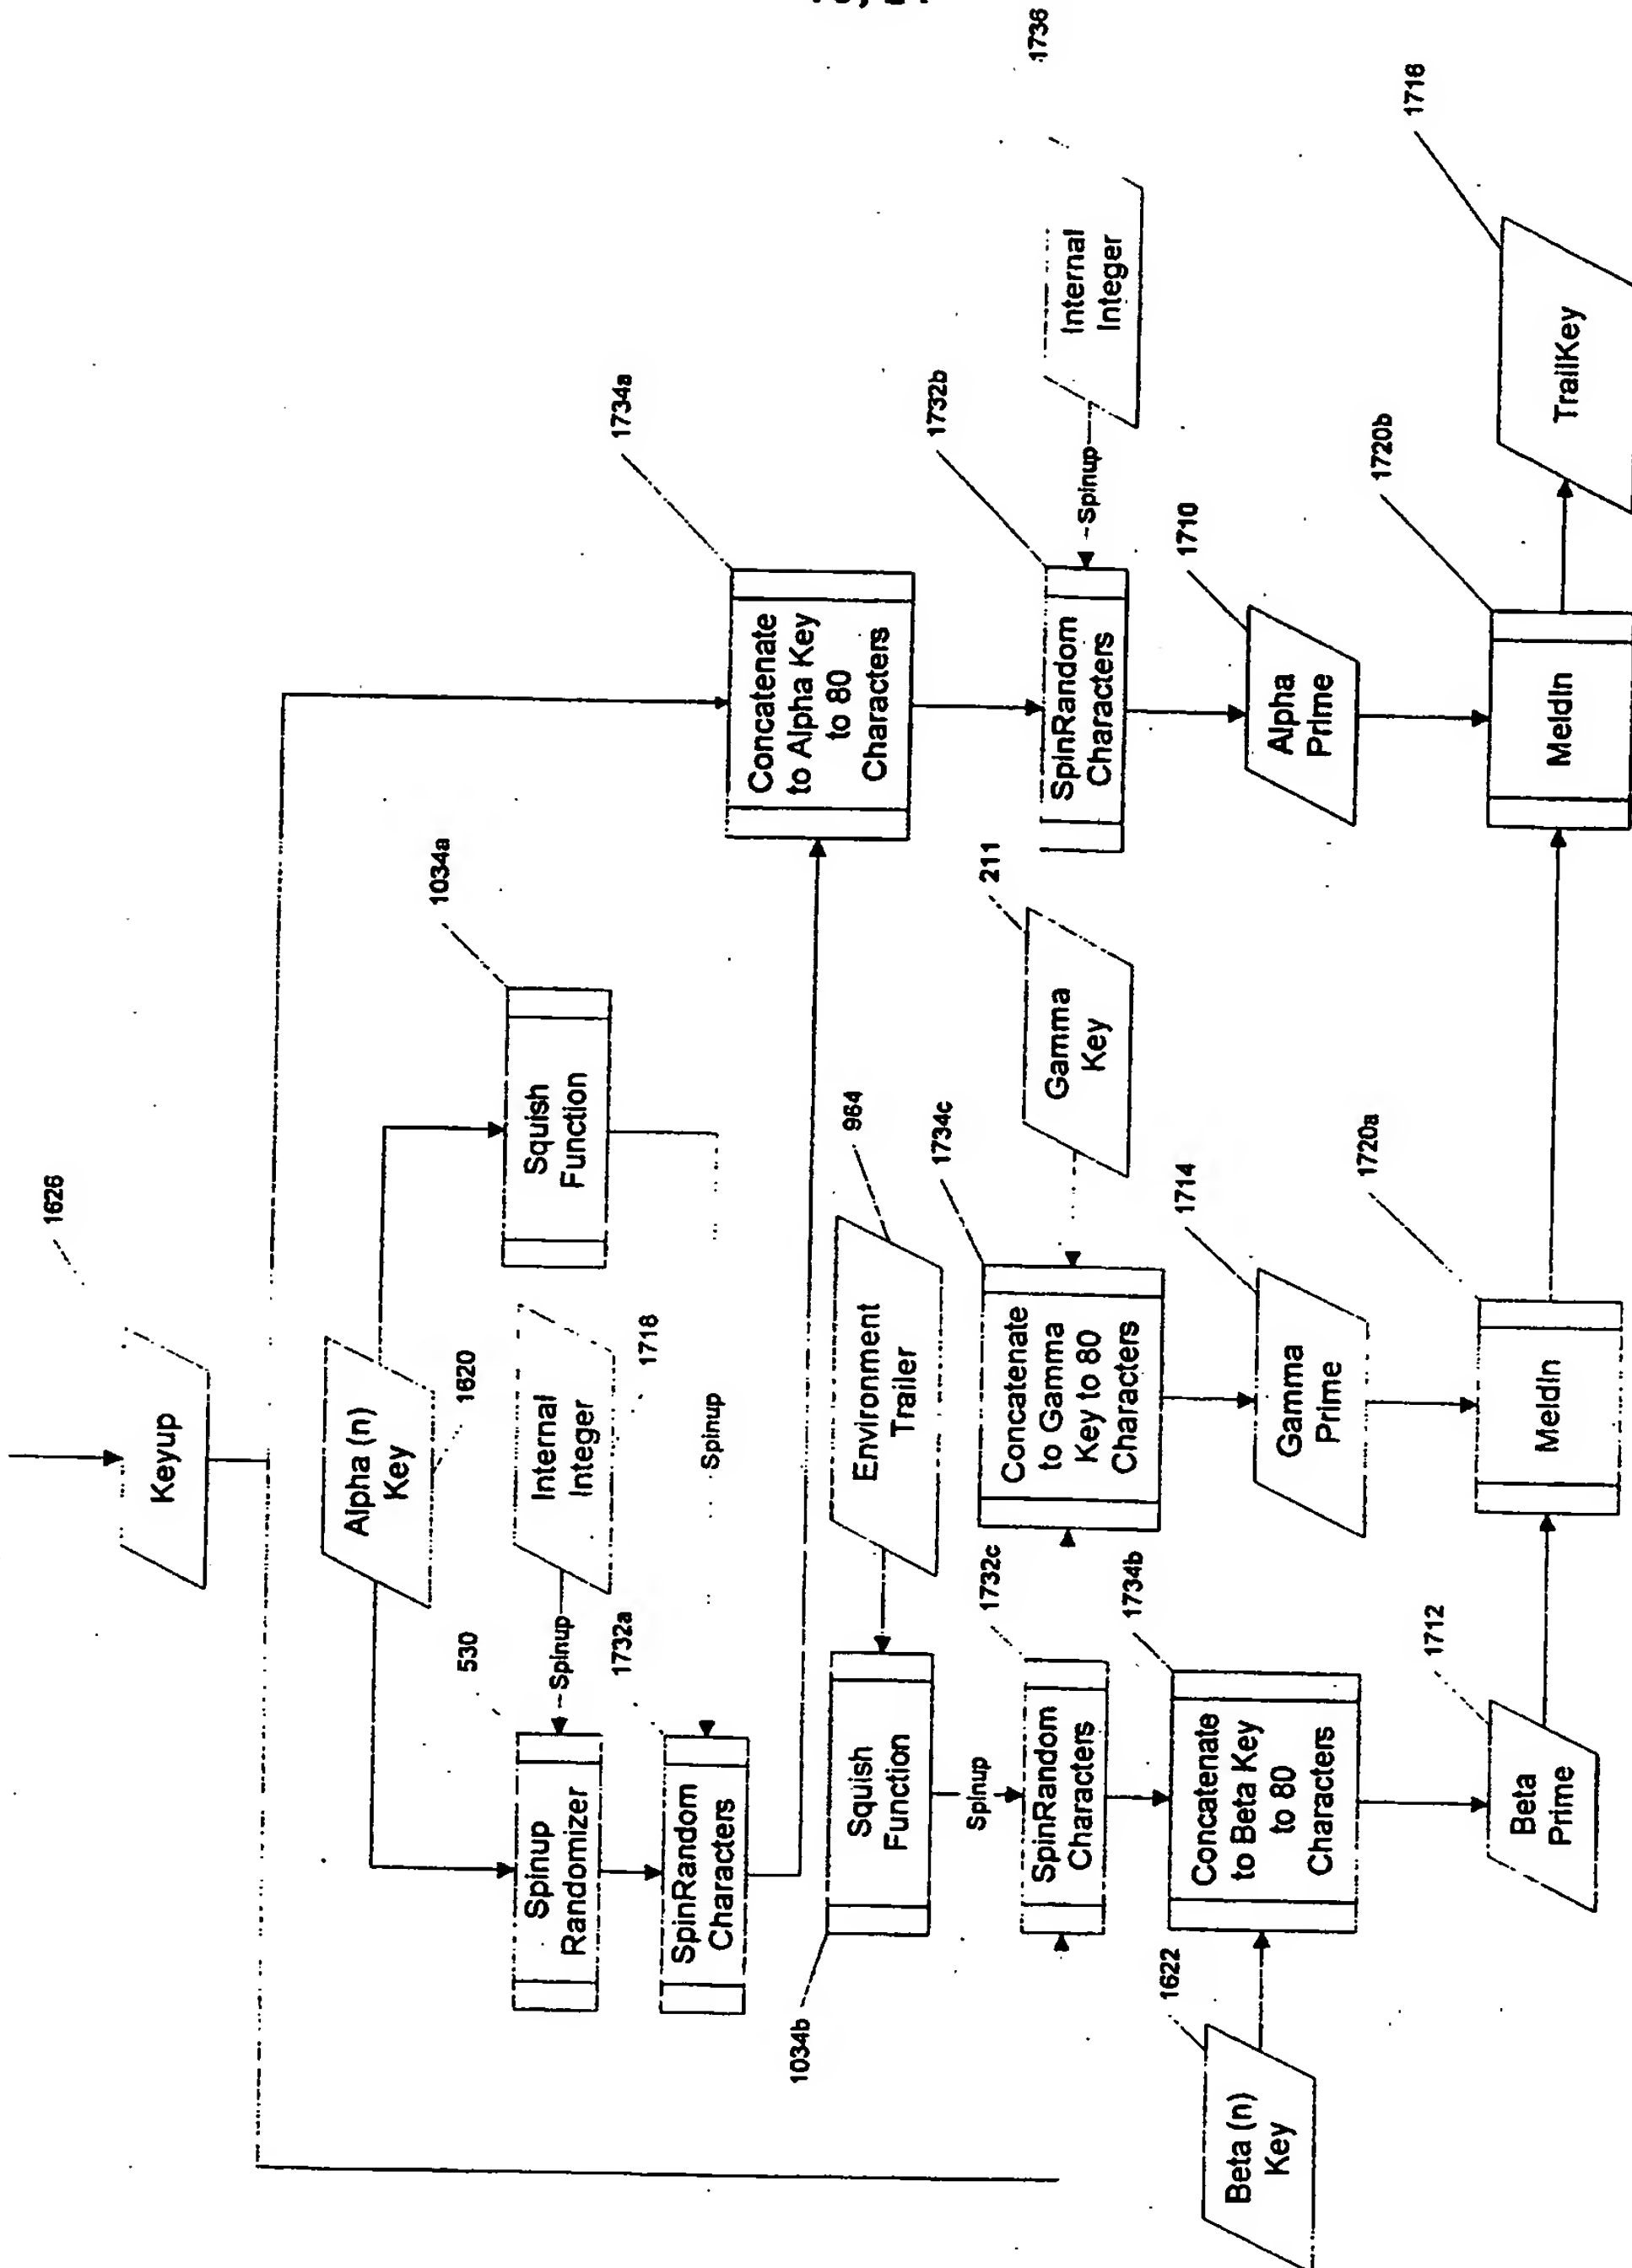 1626
Keyup
Alpha (n)
Key
1620
Squish
Function
1034a
530
Spinup
Randomizer
Spinup
Internal
Integer
1718
1732a
SpinRandom
Characters
Spinup
Concatenate
to Alpha Key
to 80
Characters
1734a
1034b
Squish
Function
Environment
Trailer
964
Spinup
1732c
SpinRandom
Characters
1734c
Concatenate
to Gamma
Key to 80
Characters
Gamma
Key
211
SpinRandom
Characters
1732b
Spinup
Internal
Integer
1736
1622
Beta (n)
Key
1734b
Concatenate
to Beta Key
to 80
Characters
1714
Gamma
Prime
1710
Alpha
Prime
1712
Beta
Prime
1720a
MeldIn
1720b
MeldIn
TrailKey
1716